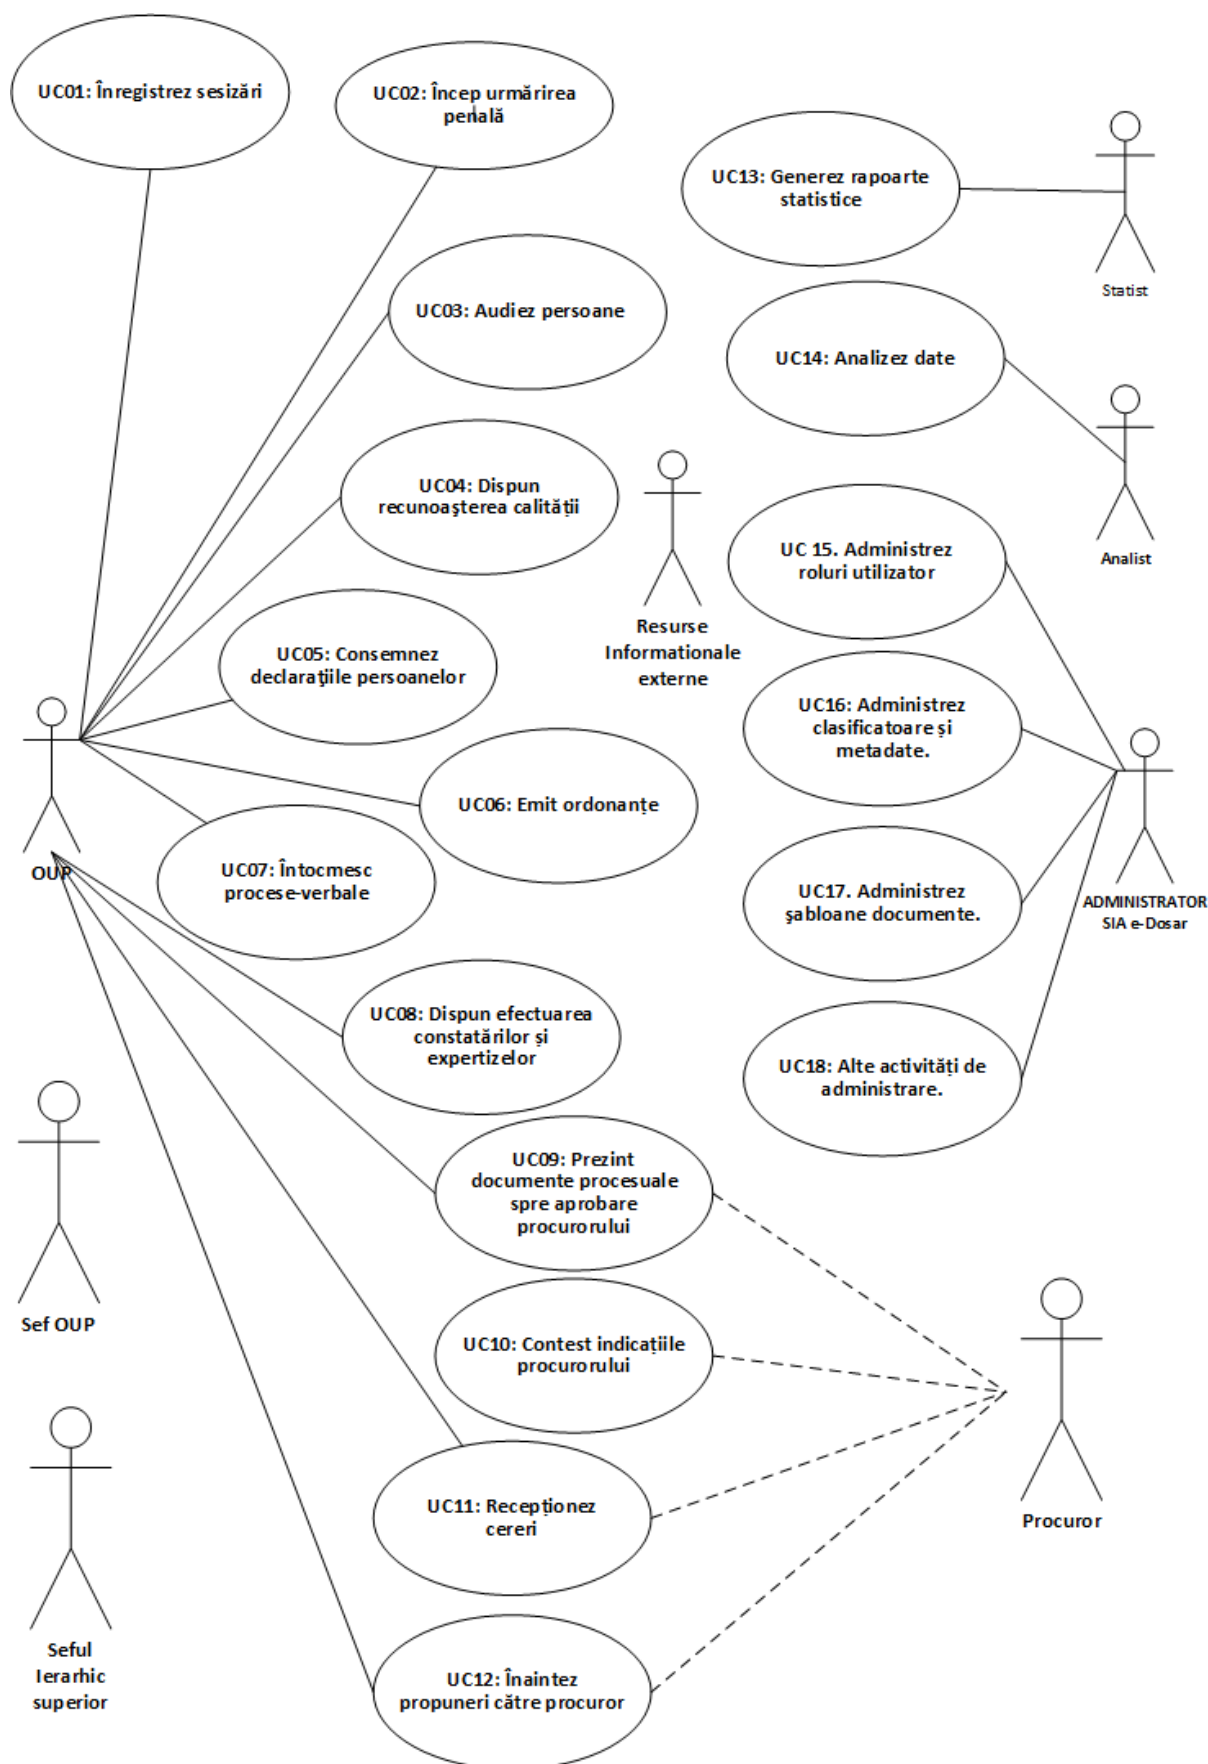 UC01: Înregistrez sesizări
UC02: Încep urmărirea
penală
UC13: Generez rapoarte
statistice
Statist
UC03: Audiez persoane
UC14: Analizez date
Analist
UC04: Dispun
recunoaşterea calității
UC 15. Administrez
roluri utilizator
Resurse
Informationale
externe
UC05: Consemnez
declaraţiile persoanelor
UC16: Administrez
clasificatoare și
metadate.
UC06: Emit ordonanțe
OUP
UC07: Întocmesc
procese-verbale
UC17. Administrez
şabloane documente.
ADMINISTRATOR
SIA e-Dosar
UC08: Dispun efectuarea
constatărilor și
expertizelor
UC18: Alte activități de
administrare.
UC09: Prezint
documente procesuale
spre aprobare
procurorului
Sef OUP
UC10: Contest indicațiile
procurorului
UC11: Recepționez
cereri
Procuror
Seful
Ierarhic
superior
UC12: Înaintez
propuneri către procuror